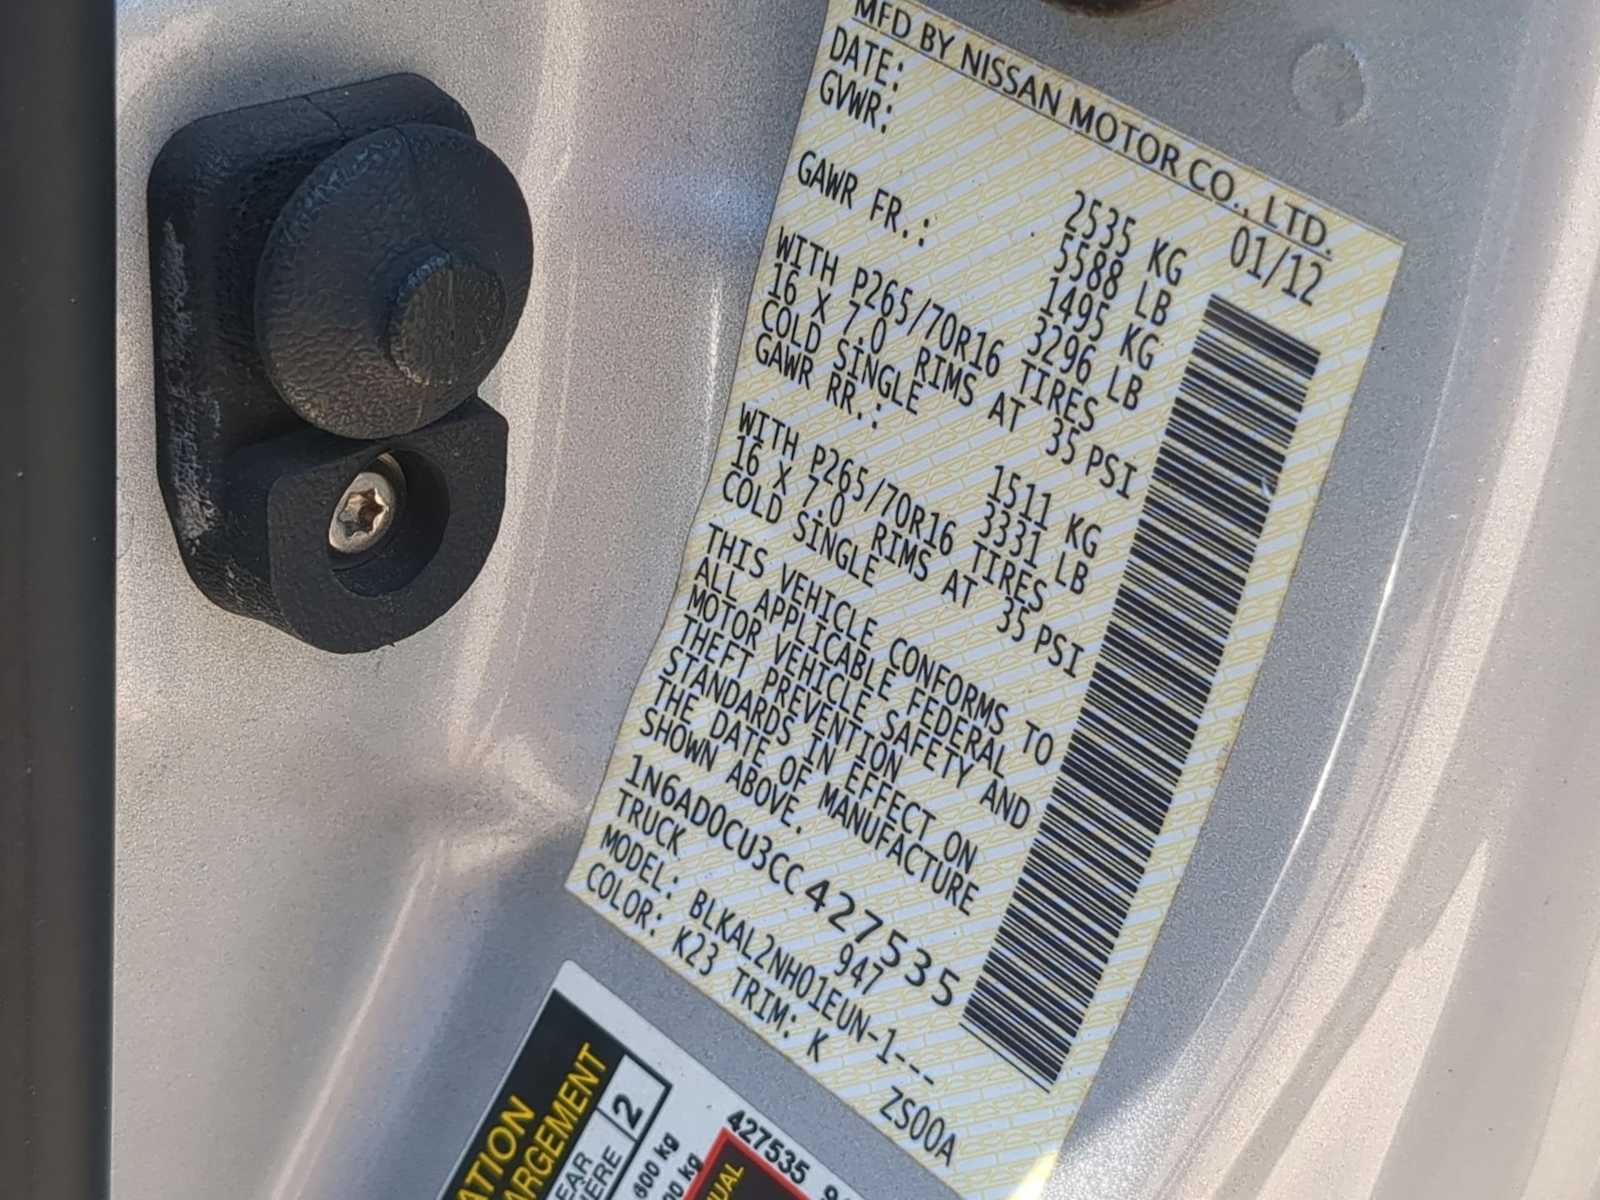 MFD BY NISSAN MOTOR CO., LTD.
DATE: 01/12
GVWR: 2535 KG
5588 LB
GAWR FR.: 1495 KG
3296 LB
WITH P265/70R16 TIRES
16 X 7.0 RIMS AT 35 PSI
COLD SINGLE
GAWR RR.: 1511 KG
3331 LB
WITH P265/70R16 TIRES
16 X 7.0 RIMS AT 35 PSI
COLD SINGLE
THIS VEHICLE CONFORMS TO
ALL APPLICABLE FEDERAL
MOTOR VEHICLE SAFETY AND
THEFT PREVENTION
STANDARDS IN EFFECT ON
THE DATE OF MANUFACTURE
SHOWN ABOVE.
1N6AD0CU3CC427535
TRUCK 947
MODEL: BLKAL2NH01EUN-1---
COLOR: K23 TRIM: K ZS00A
427535
2
600 kg